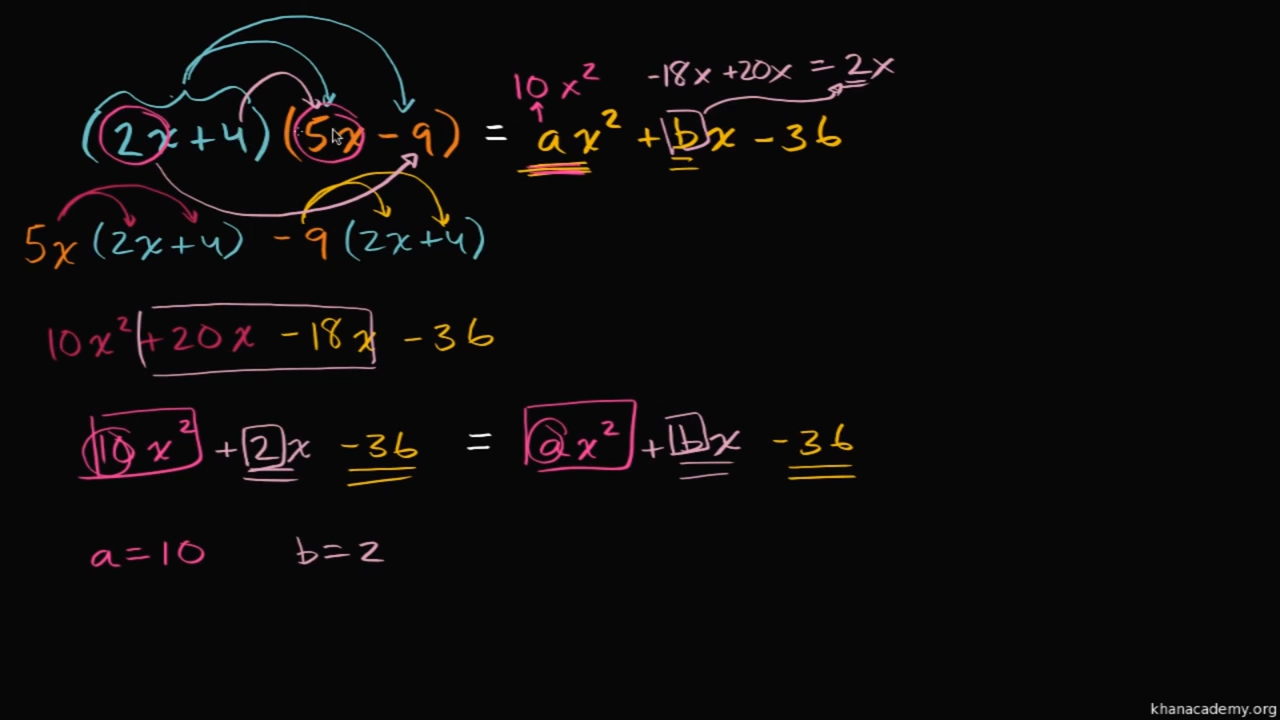 10x² -18x +20x = 2x
(2x+4)(5x-9) = ax² + bx - 36
5x(2x+4) -9(2x+4)
10x² +20x -18x -36
10x² +2x -36 = ax² +bx -36
a=10 b=2
khanacademy.org